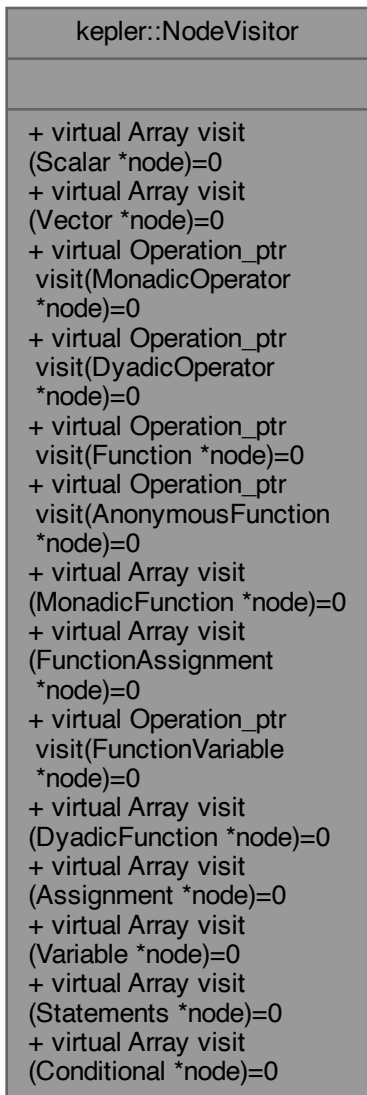 kepler::NodeVisitor
+ virtual Array visit
(Scalar *node)=0
+ virtual Array visit
(Vector *node)=0
+ virtual Operation_ptr
visit(MonadicOperator
*node)=0
+ virtual Operation_ptr
visit(DyadicOperator
*node)=0
+ virtual Operation_ptr
visit(Function *node)=0
+ virtual Operation_ptr
visit(AnonymousFunction
*node)=0
+ virtual Array visit
(MonadicFunction *node)=0
+ virtual Array visit
(FunctionAssignment
*node)=0
+ virtual Operation_ptr
visit(FunctionVariable
*node)=0
+ virtual Array visit
(DyadicFunction *node)=0
+ virtual Array visit
(Assignment *node)=0
+ virtual Array visit
(Variable *node)=0
+ virtual Array visit
(Statements *node)=0
+ virtual Array visit
(Conditional *node)=0